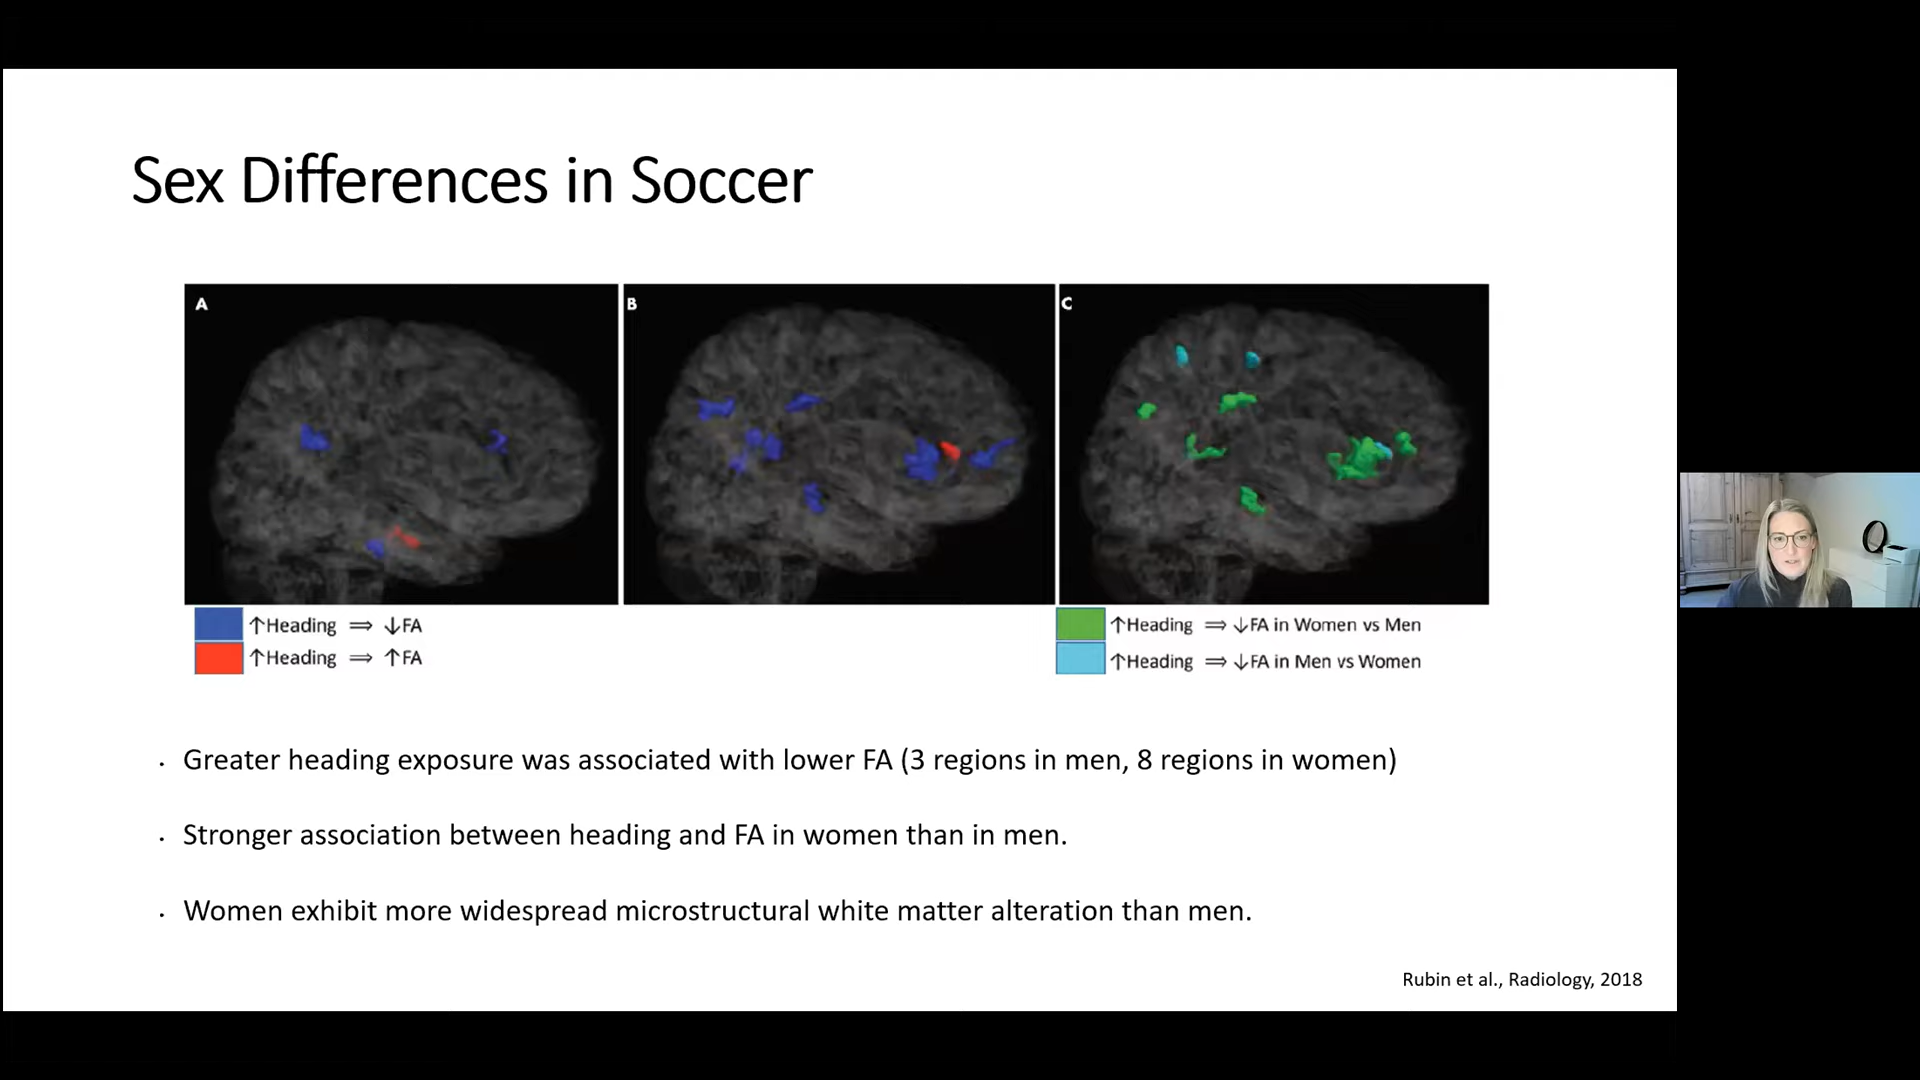 Sex Differences in Soccer
A
B
C
↑Heading ⇒ ↓FA
↑Heading ⇒ ↑FA
↑Heading ⇒ ↓FA in Women vs Men
↑Heading ⇒ ↓FA in Men vs Women
• Greater heading exposure was associated with lower FA (3 regions in men, 8 regions in women)
• Stronger association between heading and FA in women than in men.
• Women exhibit more widespread microstructural white matter alteration than men.
Rubin et al., Radiology, 2018